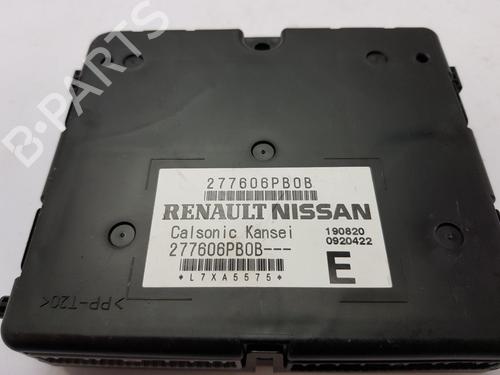 B-PARTS
277606PB0B
RENAULT NISSAN
Calsonic Kansei 190820
277606PB0B--- 0920422
*L7XA5575* E
>PP-T20<